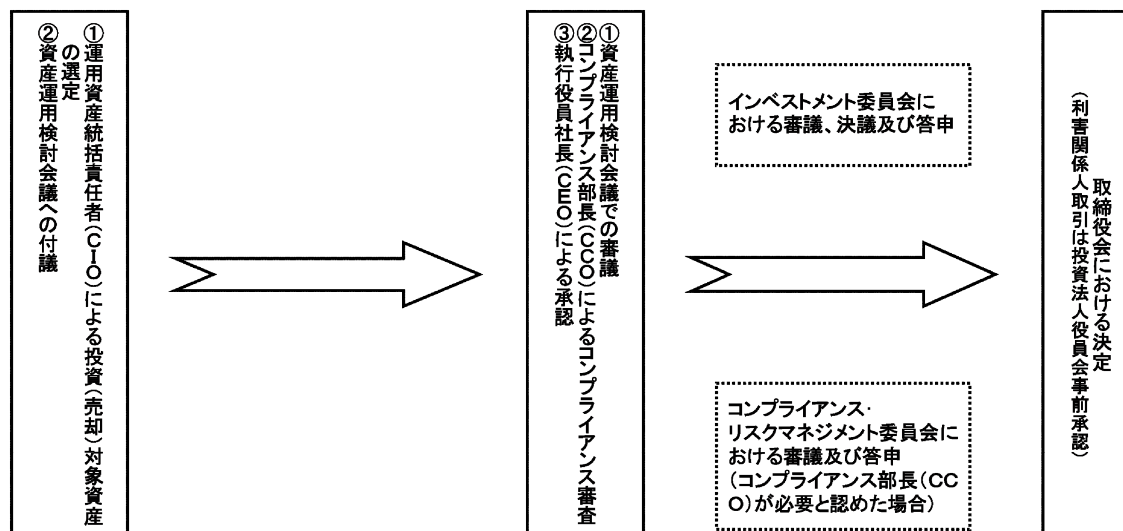 ①運用資産統括責任者(CIO)による投資(売却)対象資産
の選定
②資産運用検討会議への付議
①資産運用検討会議での審議
②コンプライアンス部長(CCO)によるコンプライアンス審査
③執行役員社長(CEO)による承認
インベストメント委員会に
おける審議、決議及び答申
コンプライアンス・
リスクマネジメント委員会に
おける審議及び答申
(コンプライアンス部長(CC
O)が必要と認めた場合)
取締役会における決定
(利害関係人取引は投資法人役員会事前承認)